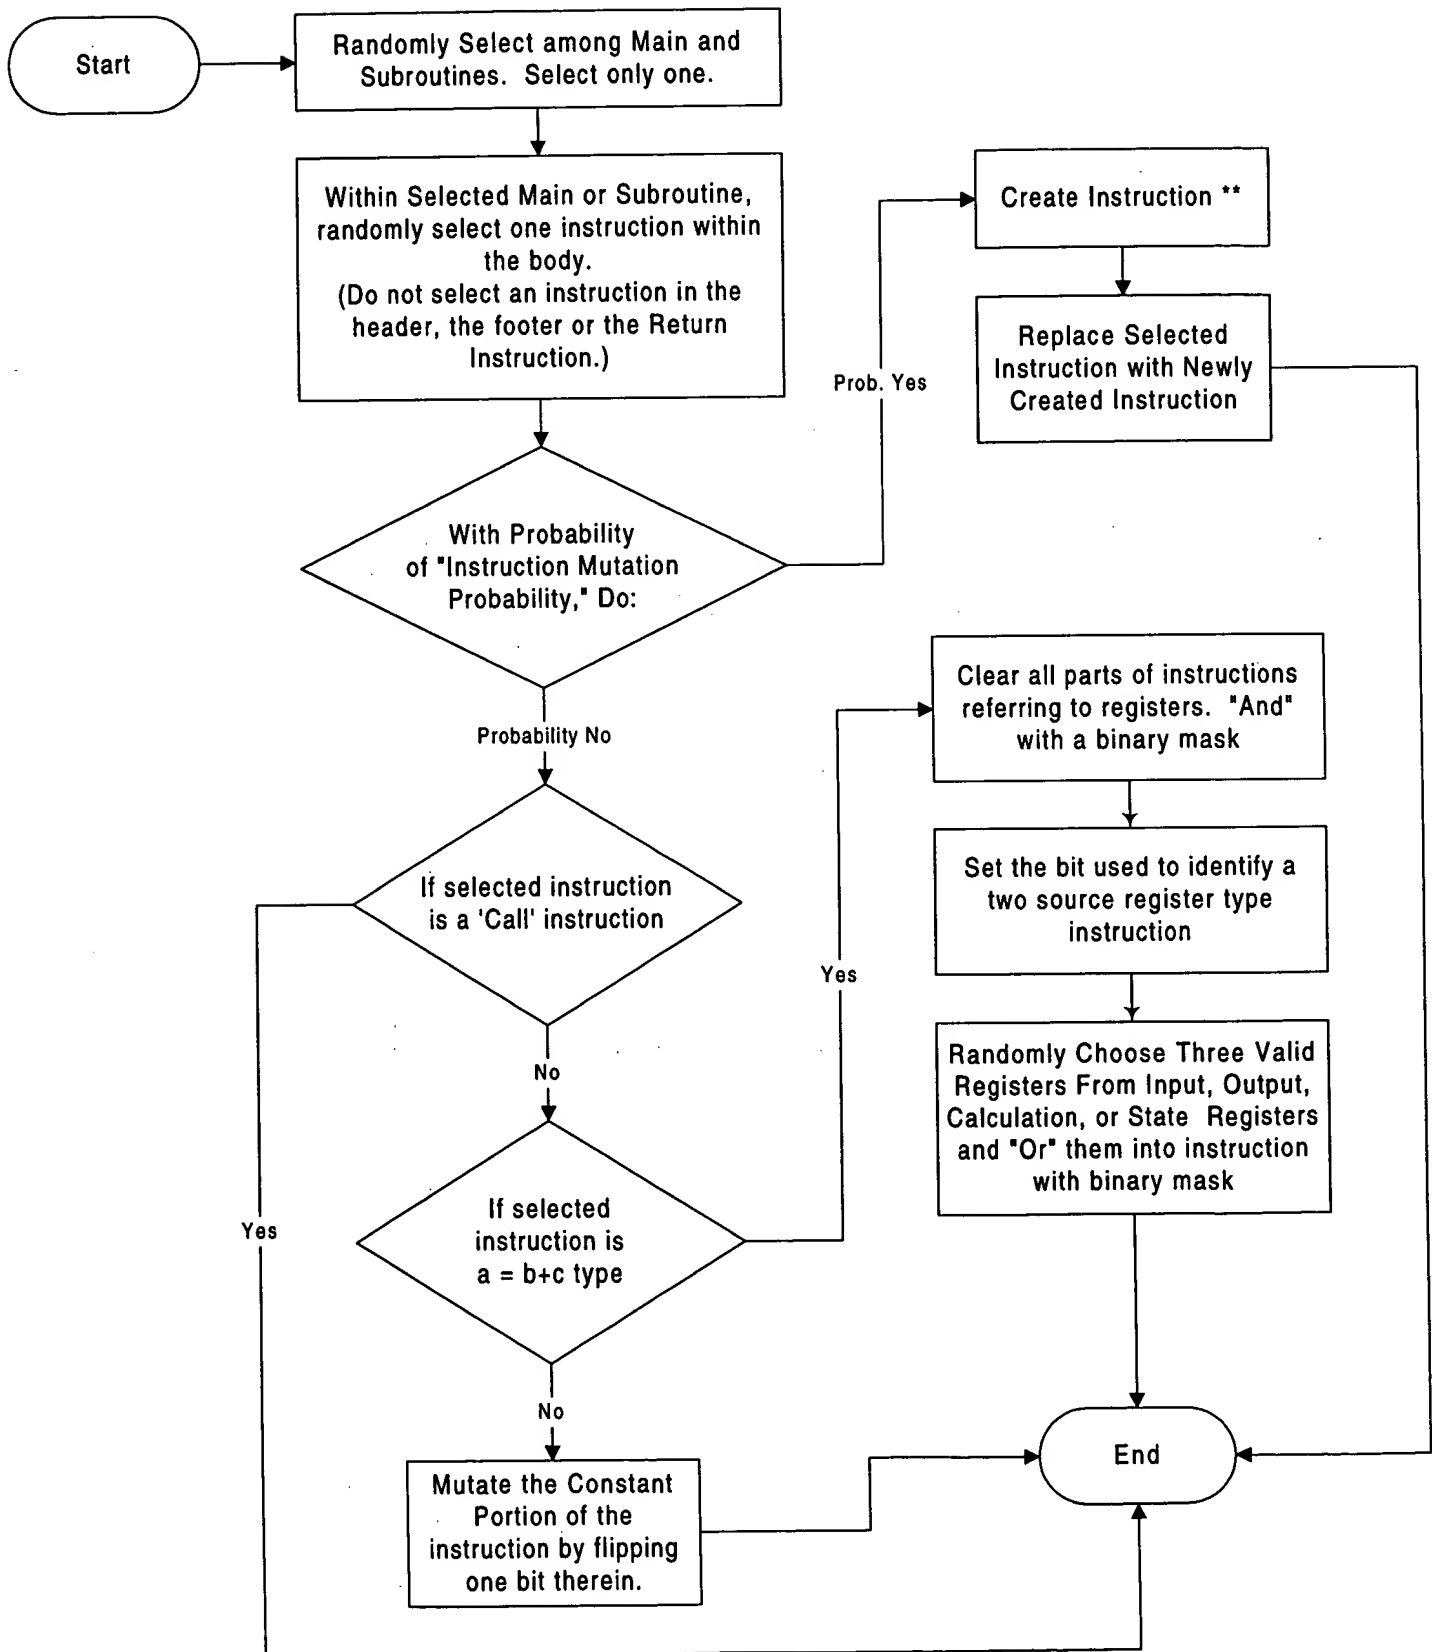 Start
Randomly Select among Main and
Subroutines. Select only one.
Within Selected Main or Subroutine,
randomly select one instruction within
the body.
(Do not select an instruction in the
header, the footer or the Return
Instruction.)
Create Instruction **
Replace Selected
Instruction with Newly
Created Instruction
Prob. Yes
With Probability
of "Instruction Mutation
Probability," Do:
Probability No
Clear all parts of instructions
referring to registers. "And"
with a binary mask
Set the bit used to identify a
two source register type
instruction
Randomly Choose Three Valid
Registers From Input, Output,
Calculation, or State Registers
and "Or" them into instruction
with binary mask
If selected instruction
is a 'Call' instruction
Yes
No
If selected
instruction is
a = b+c type
Yes
No
Mutate the Constant
Portion of the
instruction by flipping
one bit therein.
End